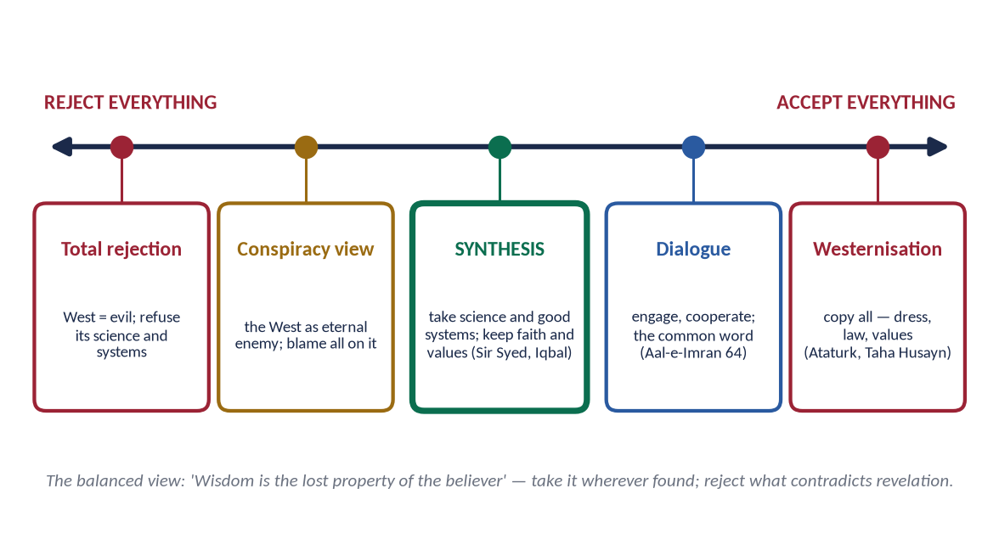 REJECT EVERYTHING
ACCEPT EVERYTHING
Total rejection
West = evil; refuse
its science and
systems
Conspiracy view
the West as eternal
enemy; blame all on it
SYNTHESIS
take science and good
systems; keep faith and
values (Sir Syed, Iqbal)
Dialogue
engage, cooperate;
the common word
(Aal-e-Imran 64)
Westernisation
copy all — dress,
law, values
(Ataturk, Taha Husayn)
The balanced view: 'Wisdom is the lost property of the believer' — take it wherever found; reject what contradicts revelation.